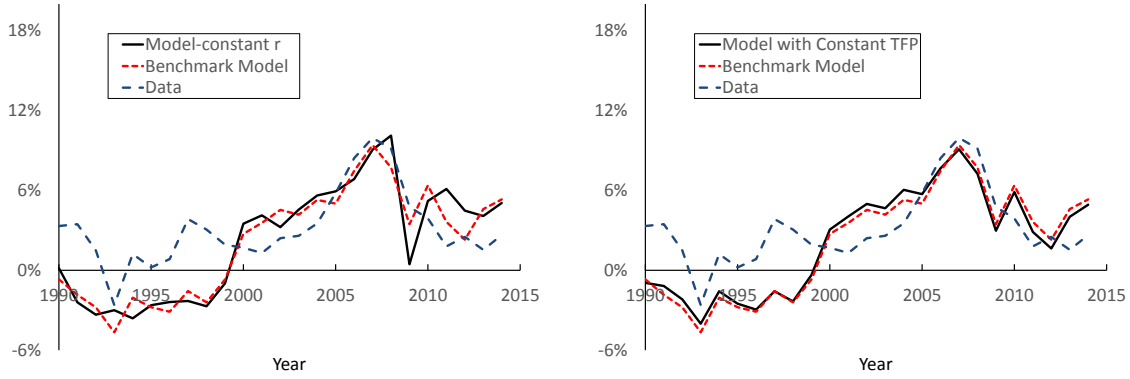 18%
12%
6%
0%
-6%
Model-constant r
Benchmark Model
Data
1990
1995
2000
2005
2010
2015
Year
18%
12%
6%
0%
-6%
Model with Constant TFP
Benchmark Model
Data
1990
1995
2000
2005
2010
2015
Year